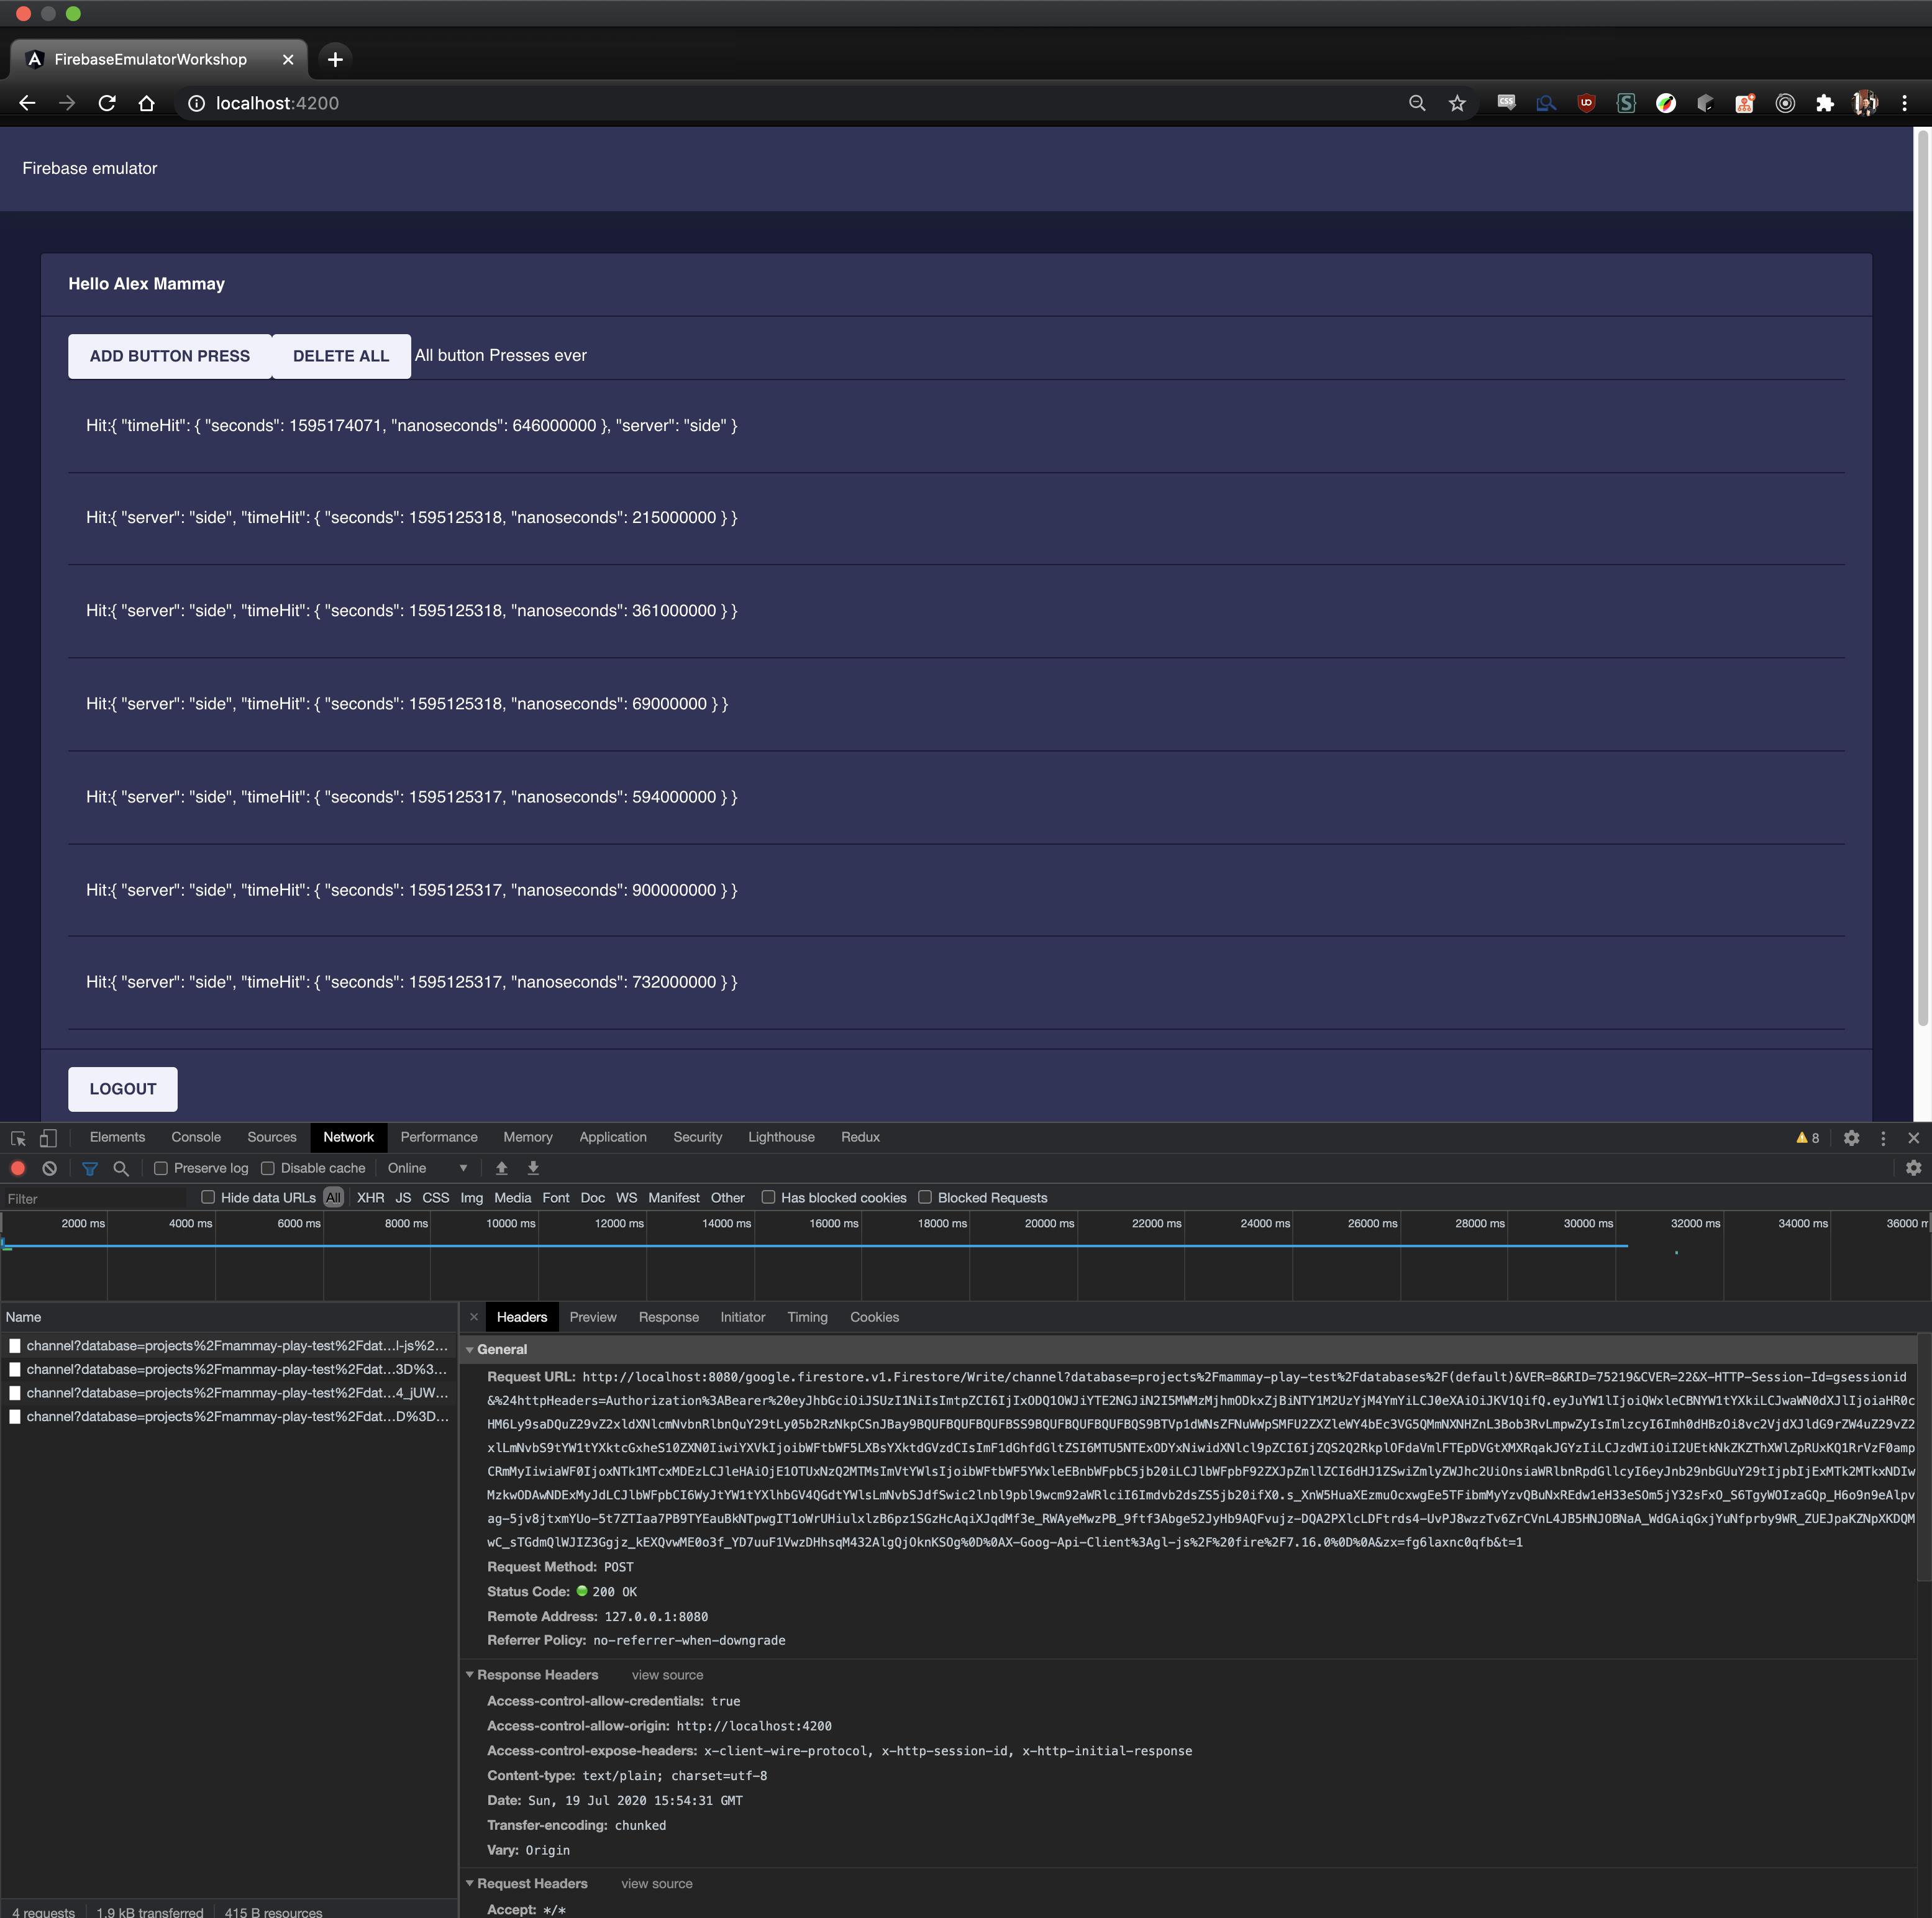 FirebaseEmulatorWorkshop
localhost:4200
Firebase emulator
Hello Alex Mammay
ADD BUTTON PRESS DELETE ALL All button Presses ever
Hit:{ "timeHit": { "seconds": 1595174071, "nanoseconds": 646000000 }, "server": "side" }
Hit:{ "server": "side", "timeHit": { "seconds": 1595125318, "nanoseconds": 215000000 } }
Hit:{ "server": "side", "timeHit": { "seconds": 1595125318, "nanoseconds": 361000000 } }
Hit:{ "server": "side", "timeHit": { "seconds": 1595125318, "nanoseconds": 69000000 } }
Hit:{ "server": "side", "timeHit": { "seconds": 1595125317, "nanoseconds": 594000000 } }
Hit:{ "server": "side", "timeHit": { "seconds": 1595125317, "nanoseconds": 900000000 } }
Hit:{ "server": "side", "timeHit": { "seconds": 1595125317, "nanoseconds": 732000000 } }
LOGOUT
Elements Console Sources Network Performance Memory Application Security Lighthouse Redux 8
Preserve log Disable cache Online
Filter Hide data URLs All XHR JS CSS Img Media Font Doc WS Manifest Other Has blocked cookies Blocked Requests
2000 ms 4000 ms 6000 ms 8000 ms 10000 ms 12000 ms 14000 ms 16000 ms 18000 ms 20000 ms 22000 ms 24000 ms 26000 ms 28000 ms 30000 ms 32000 ms 34000 ms 36000 m
Name
channel?database=projects%2Fmammay-play-test%2Fdat…l-js%2…
channel?database=projects%2Fmammay-play-test%2Fdat…3D%3…
channel?database=projects%2Fmammay-play-test%2Fdat…4_jUW…
channel?database=projects%2Fmammay-play-test%2Fdat…D%3D…
4 requests 1.9 kB transferred 415 B resources
Headers Preview Response Initiator Timing Cookies
General
Request URL: http://localhost:8080/google.firestore.v1.Firestore/Write/channel?database=projects%2Fmammay-play-test%2Fdatabases%2F(default)&VER=8&RID=75219&CVER=22&X-HTTP-Session-Id=gsessionid
&%24httpHeaders=Authorization%3ABearer%20
%0D%0AX-Goog-Api-Client%3Agl-js%2F%20fire%2F7.16.0%0D%0A&zx=fg6laxnc0qfb&t=1
Request Method: POST
Status Code: 200 OK
Remote Address: 127.0.0.1:8080
Referrer Policy: no-referrer-when-downgrade
Response Headers view source
Access-control-allow-credentials: true
Access-control-allow-origin: http://localhost:4200
Access-control-expose-headers: x-client-wire-protocol, x-http-session-id, x-http-initial-response
Content-type: text/plain; charset=utf-8
Date: Sun, 19 Jul 2020 15:54:31 GMT
Transfer-encoding: chunked
Vary: Origin
Request Headers view source
Accept: */*